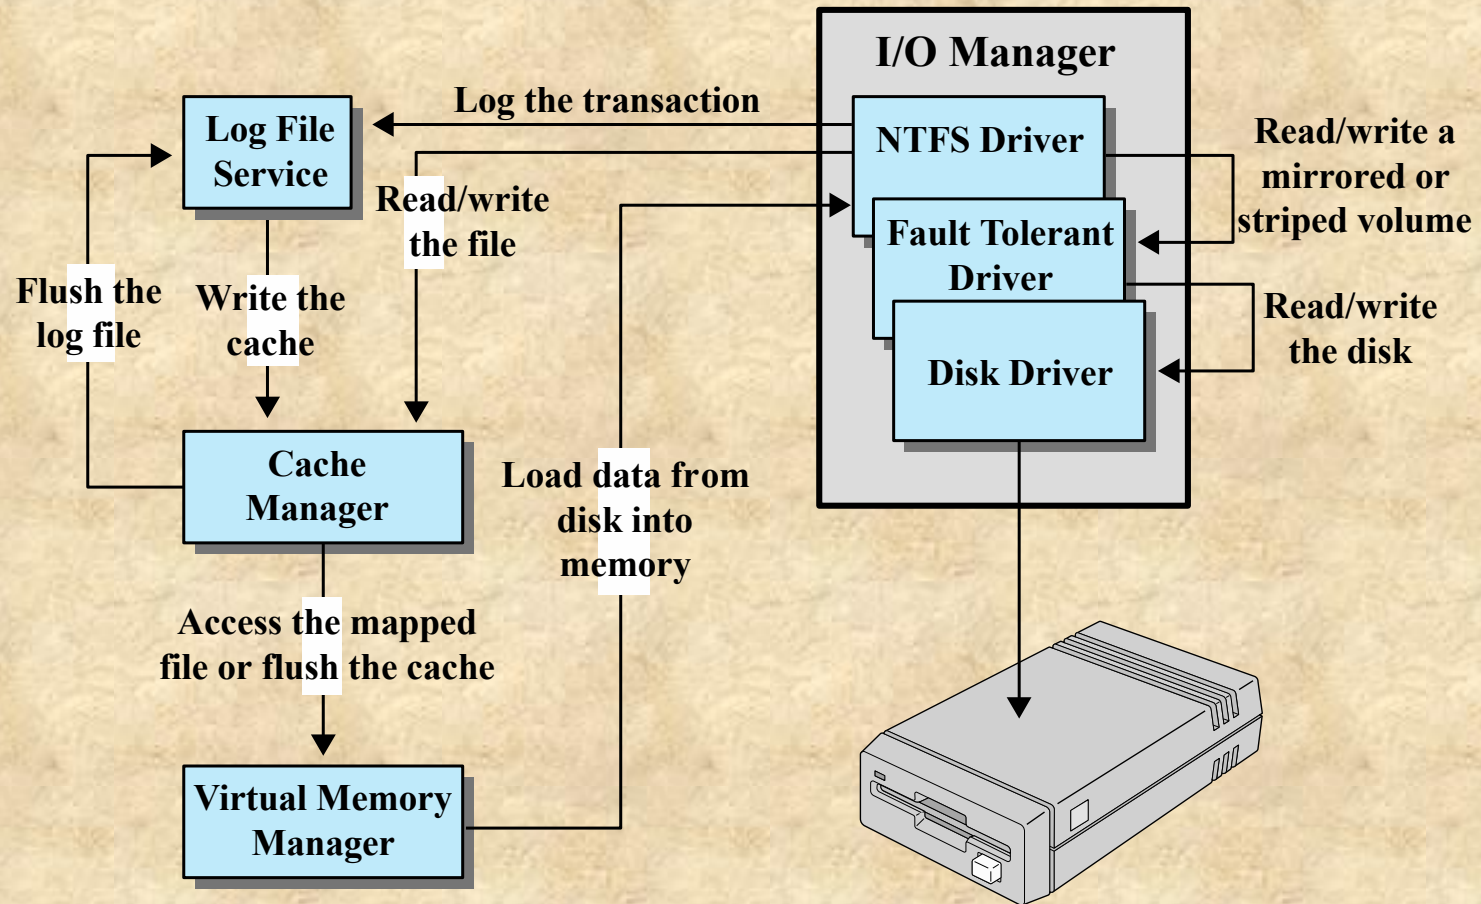 I/O Manager
Log the transaction
Log File
Service
NTFS Driver
Read/write a
mirrored or
striped volume
Read/write
the file
Fault Tolerant
Driver
Flush the
log file
Write the
cache
Read/write
the disk
Disk Driver
Cache
Manager
Load data from
disk into
memory
Access the mapped
file or flush the cache
Virtual Memory
Manager